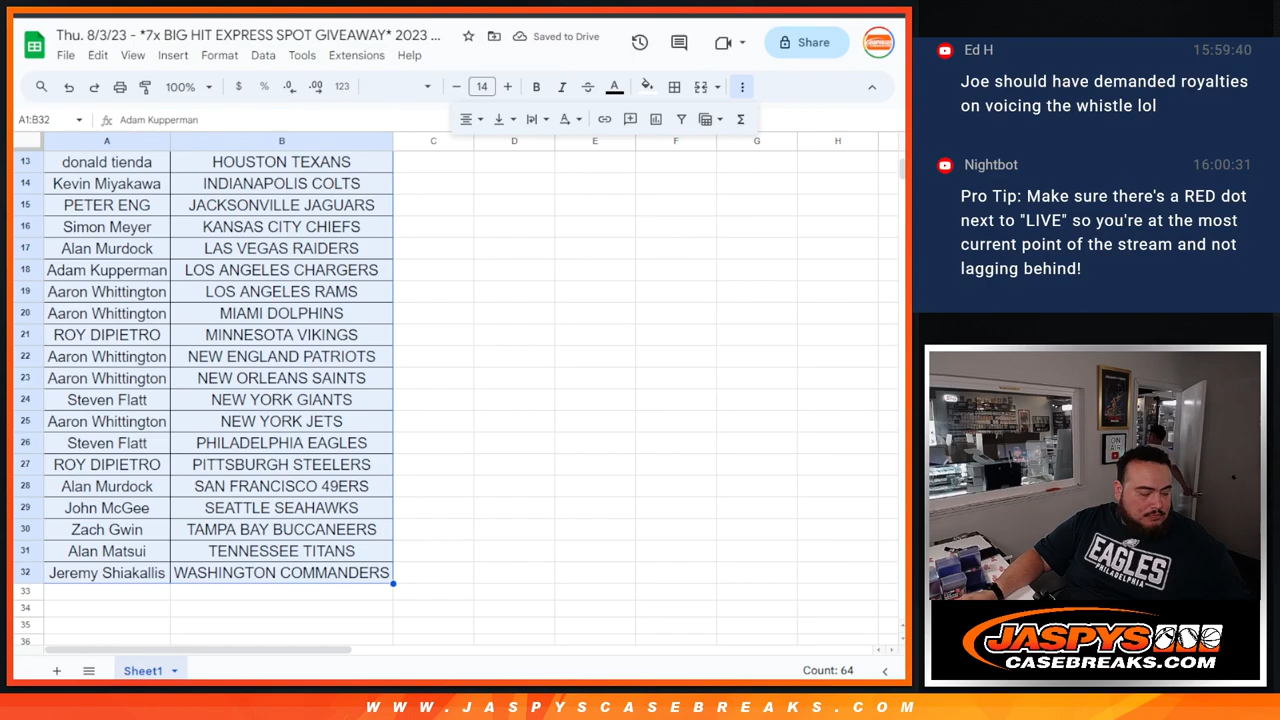 Thu. 8/3/23 - *7x BIG HIT EXPRESS SPOT GIVEAWAY* 2023 ...
Saved to Drive
Share
File Edit View Insert Format Data Tools Extensions Help
100% $ % .0 .00 123 14 B I A
A1:B32 fx Adam Kupperman
A B C D E F G H
13 donald tienda HOUSTON TEXANS
14 Kevin Miyakawa INDIANAPOLIS COLTS
15 PETER ENG JACKSONVILLE JAGUARS
16 Simon Meyer KANSAS CITY CHIEFS
17 Alan Murdock LAS VEGAS RAIDERS
18 Adam Kupperman LOS ANGELES CHARGERS
19 Aaron Whittington LOS ANGELES RAMS
20 Aaron Whittington MIAMI DOLPHINS
21 ROY DIPIETRO MINNESOTA VIKINGS
22 Aaron Whittington NEW ENGLAND PATRIOTS
23 Aaron Whittington NEW ORLEANS SAINTS
24 Steven Flatt NEW YORK GIANTS
25 Aaron Whittington NEW YORK JETS
26 Steven Flatt PHILADELPHIA EAGLES
27 ROY DIPIETRO PITTSBURGH STEELERS
28 Alan Murdock SAN FRANCISCO 49ERS
29 John McGee SEATTLE SEAHAWKS
30 Zach Gwin TAMPA BAY BUCCANEERS
31 Alan Matsui TENNESSEE TITANS
32 Jeremy Shiakallis WASHINGTON COMMANDERS
33
34
35
36
Sheet1
Count: 64
Ed H 15:59:40
Joe should have demanded royalties
on voicing the whistle lol
Nightbot 16:00:31
Pro Tip: Make sure there's a RED dot
next to "LIVE" so you're at the most
current point of the stream and not
lagging behind!
ON
AIR
EAGLES
PHILADELPHIA
JASPYS
CASEBREAKS.COM
WWW.JASPYSCASEBREAKS.COM